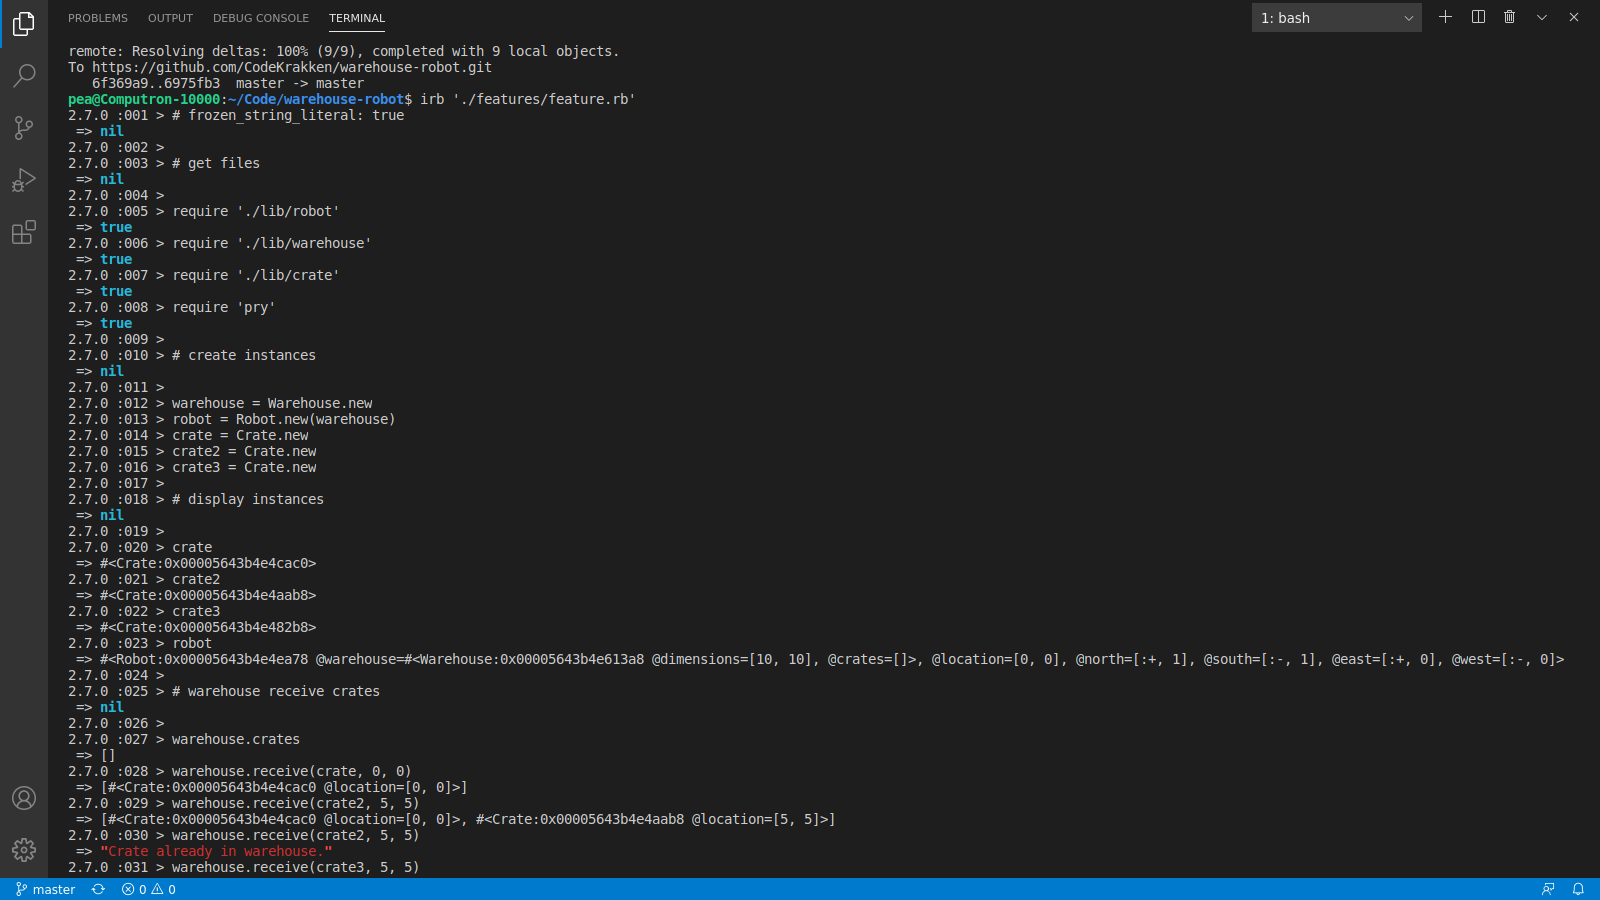 PROBLEMS OUTPUT DEBUG CONSOLE TERMINAL 1: bash
remote: Resolving deltas: 100% (9/9), completed with 9 local objects.
To https://github.com/CodeKrakken/warehouse-robot.git
   6f369a9..6975fb3  master -> master
pea@Computron-10000:~/Code/warehouse-robot$ irb './features/feature.rb'
2.7.0 :001 > # frozen_string_literal: true
 => nil
2.7.0 :002 >
2.7.0 :003 > # get files
 => nil
2.7.0 :004 >
2.7.0 :005 > require './lib/robot'
 => true
2.7.0 :006 > require './lib/warehouse'
 => true
2.7.0 :007 > require './lib/crate'
 => true
2.7.0 :008 > require 'pry'
 => true
2.7.0 :009 >
2.7.0 :010 > # create instances
 => nil
2.7.0 :011 >
2.7.0 :012 > warehouse = Warehouse.new
2.7.0 :013 > robot = Robot.new(warehouse)
2.7.0 :014 > crate = Crate.new
2.7.0 :015 > crate2 = Crate.new
2.7.0 :016 > crate3 = Crate.new
2.7.0 :017 >
2.7.0 :018 > # display instances
 => nil
2.7.0 :019 >
2.7.0 :020 > crate
 => #<Crate:0x00005643b4e4cac0>
2.7.0 :021 > crate2
 => #<Crate:0x00005643b4e4aab8>
2.7.0 :022 > crate3
 => #<Crate:0x00005643b4e482b8>
2.7.0 :023 > robot
 => #<Robot:0x00005643b4e4ea78 @warehouse=#<Warehouse:0x00005643b4e613a8 @dimensions=[10, 10], @crates=[]>, @location=[0, 0], @north=[:+, 1], @south=[:-, 1], @east=[:+, 0], @west=[:-, 0]>
2.7.0 :024 >
2.7.0 :025 > # warehouse receive crates
 => nil
2.7.0 :026 >
2.7.0 :027 > warehouse.crates
 => []
2.7.0 :028 > warehouse.receive(crate, 0, 0)
 => [#<Crate:0x00005643b4e4cac0 @location=[0, 0]>]
2.7.0 :029 > warehouse.receive(crate2, 5, 5)
 => [#<Crate:0x00005643b4e4cac0 @location=[0, 0]>, #<Crate:0x00005643b4e4aab8 @location=[5, 5]>]
2.7.0 :030 > warehouse.receive(crate2, 5, 5)
 => "Crate already in warehouse."
2.7.0 :031 > warehouse.receive(crate3, 5, 5)
master 0 0